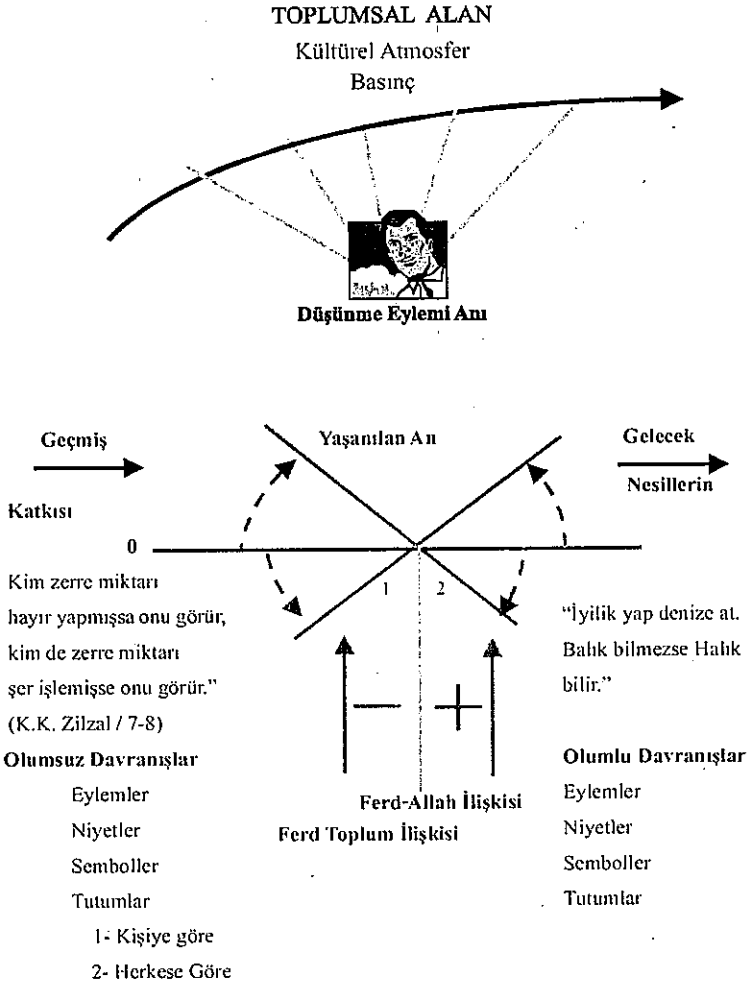 TOPLUMSAL ALAN
Kültürel Atmosfer
Basınç
Düşünme Eylemi Anı
Geçmiş
Yaşanılan An
Gelecek
Nesillerin
Katkısı
0
1
2
Kim zerre miktarı
hayır yapmışsa onu görür,
kim de zerre miktarı
şer işlemişse onu görür.”
(K.K. Zilzal / 7-8)
“İyilik yap denize at.
Balık bilmezse Halık
bilir.”
Olumsuz Davranışlar
Eylemler
Niyetler
Semboller
Tutumlar
1- Kişiye göre
2- Herkese Göre
Ferd-Allah İlişkisi
Ferd Toplum İlişkisi
Olumlu Davranışlar
Eylemler
Niyetler
Semboller
Tutumlar